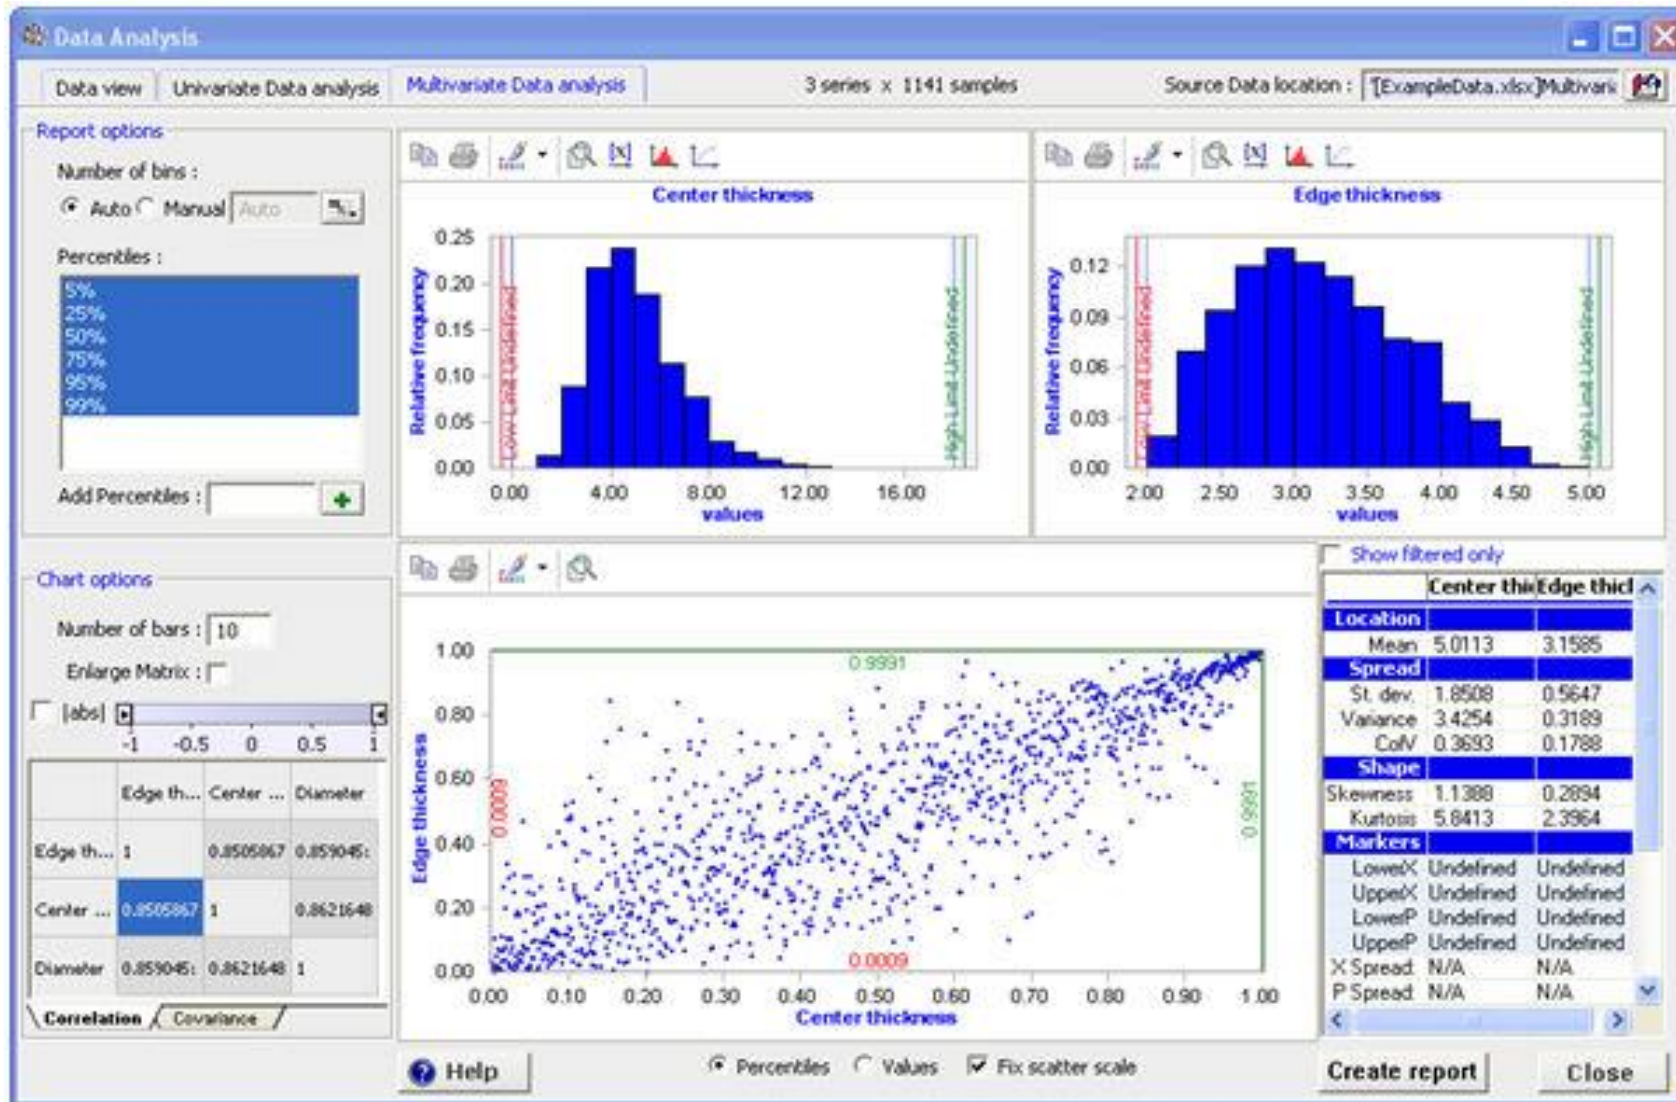 Data Analysis
Data view Univariate Data analysis Multivariate Data analysis 3 series x 1141 samples Source Data location : '[ExampleData.xlsx]Multivaria
Report options
Number of bins :
Auto Manual Auto
Percentiles :
5%
25%
50%
75%
95%
99%
Add Percentiles :
Center thickness
Relative frequency
0.25
0.20
0.15
0.10
0.05
0.00
Low Limit-Undefined
High Limit-Undefined
0.00 4.00 8.00 12.00 16.00
values
Edge thickness
Relative frequency
0.12
0.09
0.06
0.03
0.00
Low Limit-Undefined
High Limit-Undefined
2.00 2.50 3.00 3.50 4.00 4.50 5.00
values
Chart options
Number of bars : 10
Enlarge Matrix :
|abs|
-1 -0.5 0 0.5 1
Edge th... Center ... Diameter
Edge th... 1 0.8505867 0.859045
Center ... 0.8505867 1 0.8621648
Diameter 0.859045 0.8621648 1
Correlation Covariance
Edge thickness
1.00
0.80
0.60
0.40
0.20
0.00
0.9991
0.0009
0.9991
0.0009
0.00 0.10 0.20 0.30 0.40 0.50 0.60 0.70 0.80 0.90 1.00
Center thickness
Show filtered only
Center thi Edge thicl
Location
Mean 5.0113 3.1585
Spread
St. dev. 1.8508 0.5647
Variance 3.4254 0.3189
CofV 0.3693 0.1788
Shape
Skewness 1.1388 0.2894
Kurtosis 5.8413 2.3964
Markers
LowerX Undefined Undefined
UpperX Undefined Undefined
LowerP Undefined Undefined
UpperP Undefined Undefined
X Spread N/A N/A
P Spread N/A N/A
Help Percentiles Values Fix scatter scale Create report Close